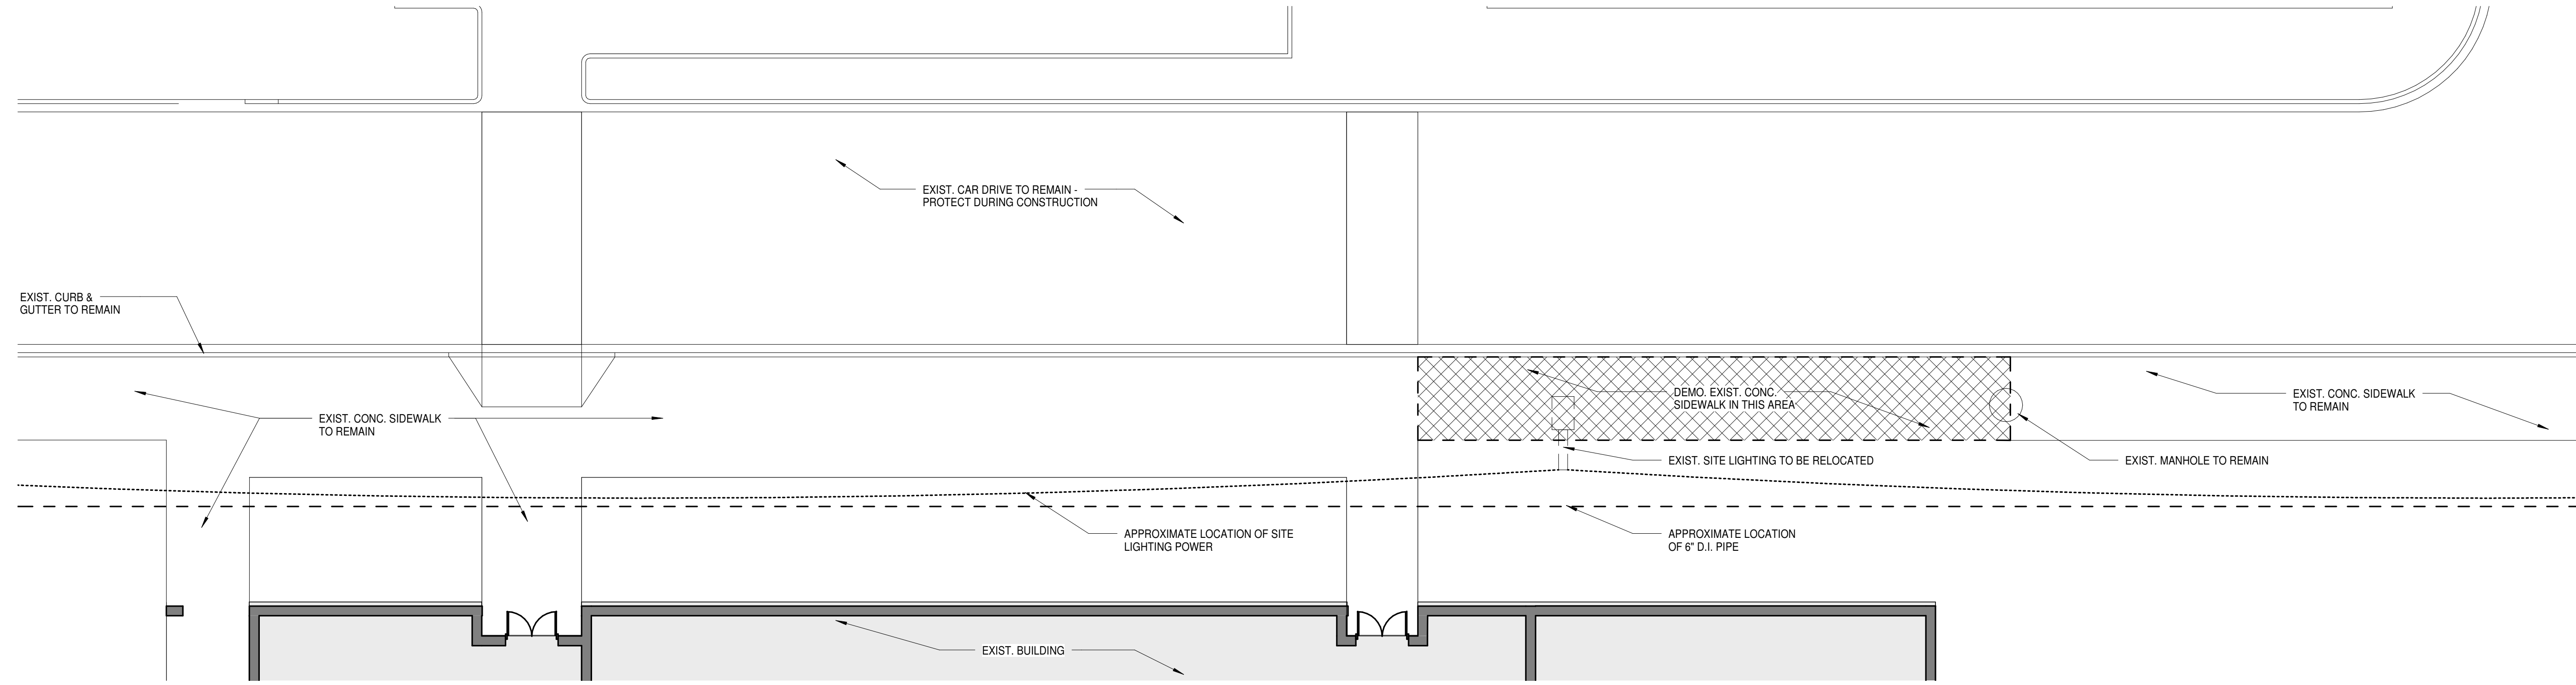 EXIST. CAR DRIVE TO REMAIN -
PROTECT DURING CONSTRUCTION
EXIST. CURB &
GUTTER TO REMAIN
EXIST. CONC. SIDEWALK
TO REMAIN
DEMO. EXIST. CONC.
SIDEWALK IN THIS AREA
EXIST. CONC. SIDEWALK
TO REMAIN
EXIST. SITE LIGHTING TO BE RELOCATED
EXIST. MANHOLE TO REMAIN
APPROXIMATE LOCATION OF SITE
LIGHTING POWER
APPROXIMATE LOCATION
OF 6" D.I. PIPE
EXIST. BUILDING